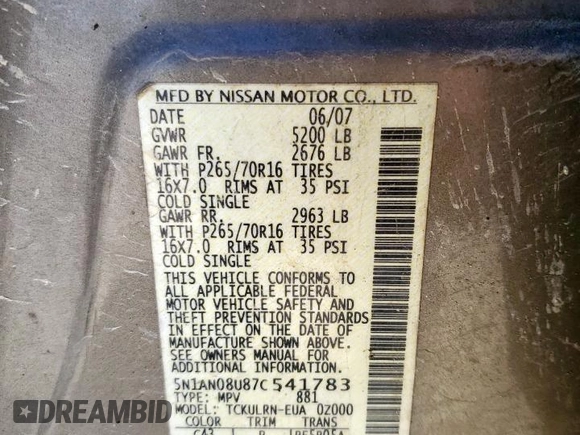 MFD BY NISSAN MOTOR CO., LTD.
DATE 06/07
GVWR 5200 LB
GAWR FR. 2676 LB
WITH P265/70R16 TIRES
16X7.0 RIMS AT 35 PSI
COLD SINGLE
GAWR RR. 2963 LB
WITH P265/70R16 TIRES
16X7.0 RIMS AT 35 PSI
COLD SINGLE
THIS VEHICLE CONFORMS TO
ALL APPLICABLE FEDERAL
MOTOR VEHICLE SAFETY AND
THEFT PREVENTION STANDARDS
IN EFFECT ON THE DATE OF
MANUFACTURE SHOWN ABOVE.
SEE OWNERS MANUAL FOR
ADDITIONAL INFORMATION.
5N1AN08U87C541783
TYPE: MPV 881
MODEL: TCKULRN-EUA 0Z000
COLOR TRIM TRANS
DREAMBID